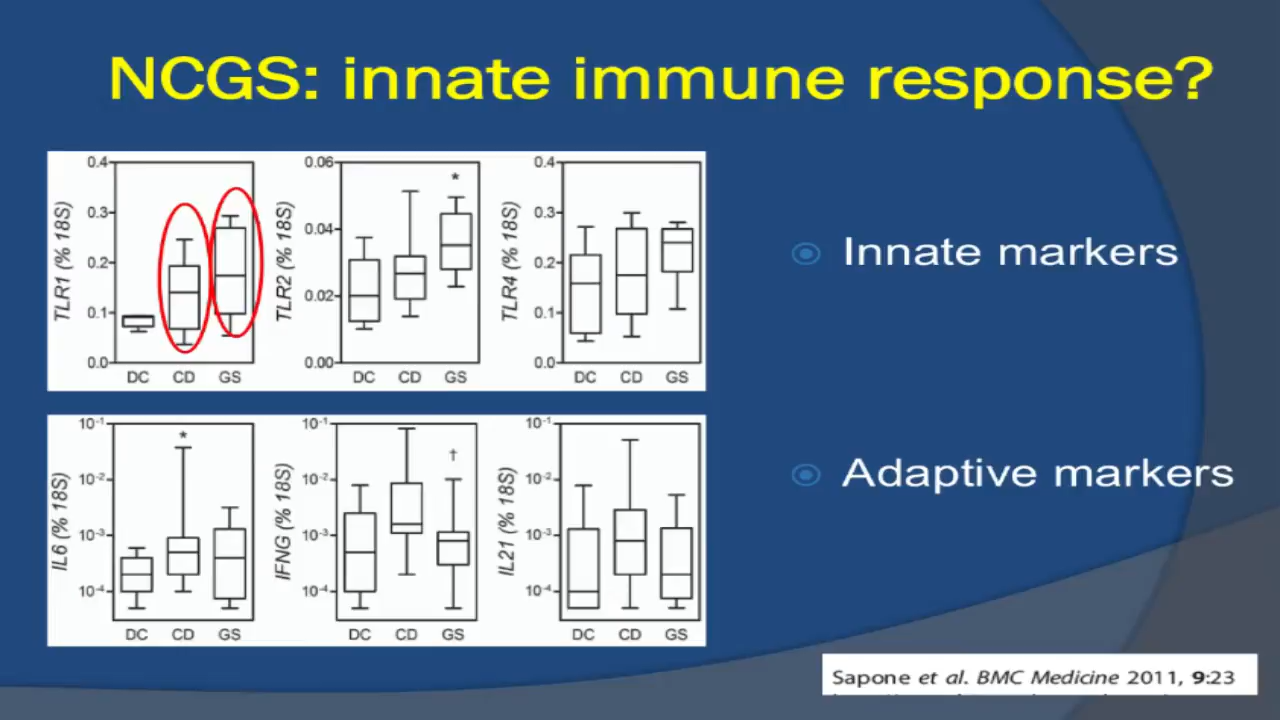 NCGS: innate immune response?
0.4
0.3
0.2
0.1
0.0
TLR1 (% 18S)
DC CD GS
0.06
0.04
0.02
0.00
TLR2 (% 18S)
*
DC CD GS
0.4
0.3
0.2
0.1
0.0
TLR4 (% 18S)
DC CD GS
Innate markers
10-1
10-2
10-3
10-4
IL6 (% 18S)
*
DC CD GS
10-1
10-2
10-3
10-4
IFNG (% 18S)
†
DC CD GS
10-1
10-2
10-3
10-4
IL21 (% 18S)
DC CD GS
Adaptive markers
Sapone et al. BMC Medicine 2011, 9:23